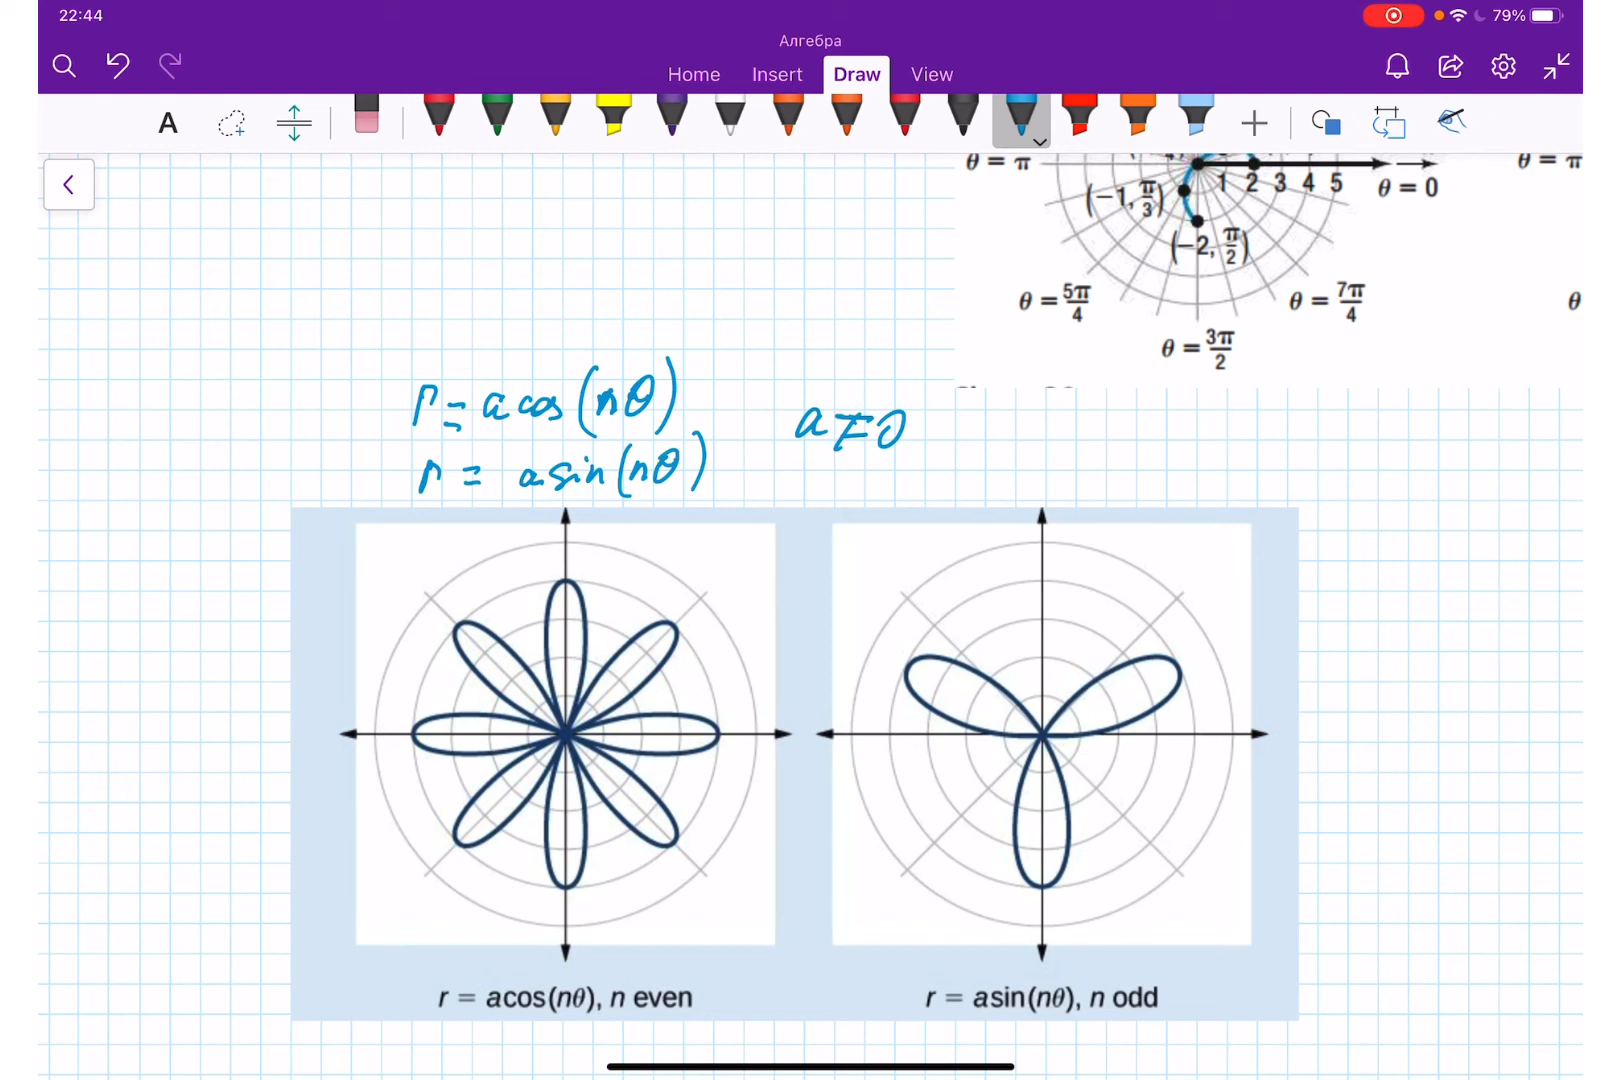 22:44
79%
Алгебра
Home Insert Draw View
A
θ = π
1 2 3 4 5
θ = 0
θ = π
(−1, π/3)
(−2, π/2)
θ = 5π/4
θ = 7π/4
θ
θ = 3π/2
r = a cos (nθ)
a ≠ 0
r = a sin (nθ)
r = acos(nθ), n even
r = asin(nθ), n odd